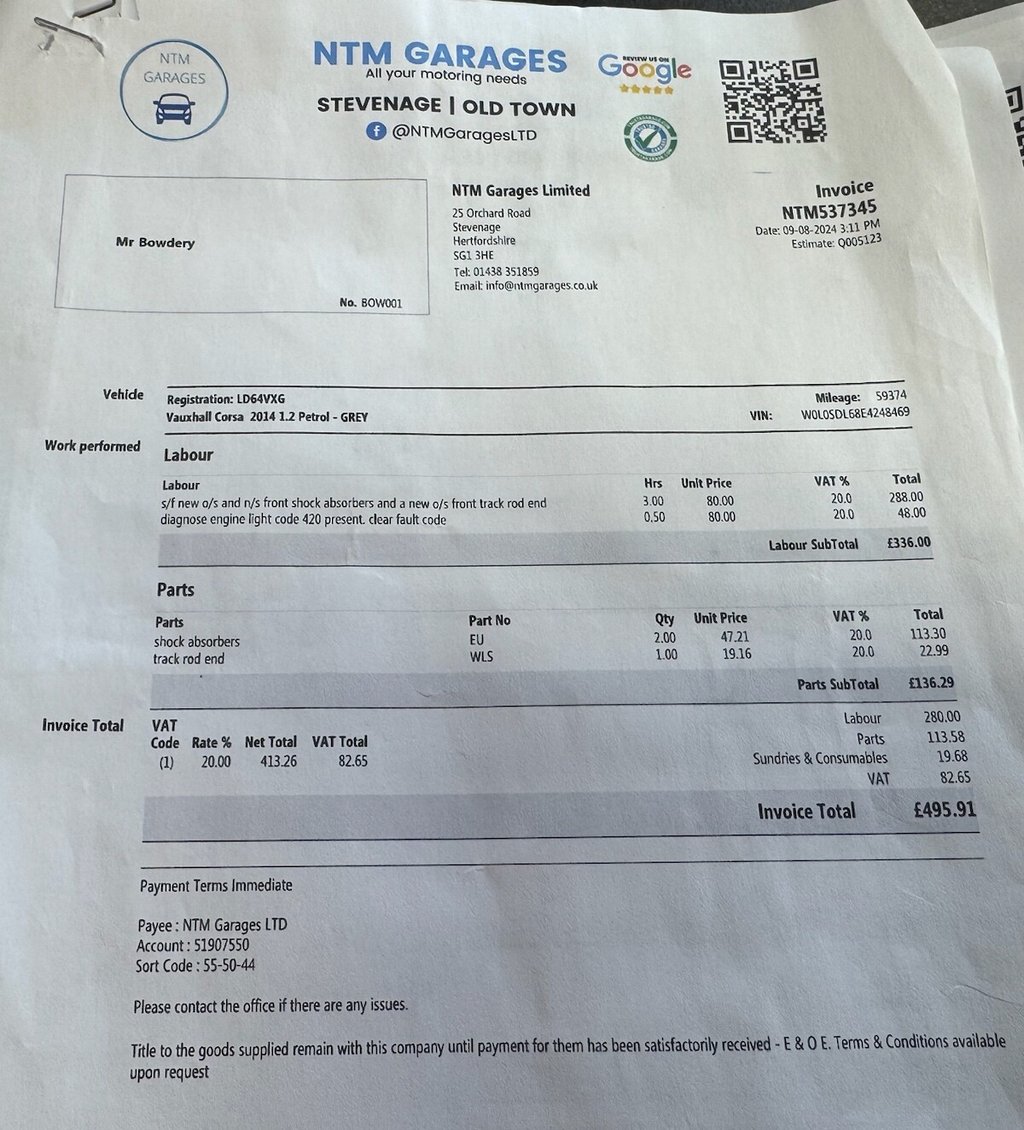 NTM
GARAGES
NTM GARAGES
All your motoring needs
STEVENAGE | OLD TOWN
@NTMGaragesLTD
REVIEW US ON
Google
Mr Bowdery
No. BOW001
NTM Garages Limited
25 Orchard Road
Stevenage
Hertfordshire
SG1 3HE
Tel: 01438 351859
Email: info@ntmgarages.co.uk
Invoice
NTM537345
Date: 09-08-2024 3:11 PM
Estimate: Q005123
Vehicle
Registration: LD64VXG Mileage: 59374
Vauxhall Corsa 2014 1.2 Petrol - GREY VIN: W0L0SDL68E4248469
Work performed
Labour
Labour Hrs Unit Price VAT % Total
s/f new o/s and n/s front shock absorbers and a new o/s front track rod end 3.00 80.00 20.0 288.00
diagnose engine light code 420 present. clear fault code 0.50 80.00 20.0 48.00
Labour SubTotal £336.00
Parts
Parts Part No Qty Unit Price VAT % Total
shock absorbers EU 2.00 47.21 20.0 113.30
track rod end WLS 1.00 19.16 20.0 22.99
Parts SubTotal £136.29
Invoice Total
VAT
Code Rate % Net Total VAT Total
(1) 20.00 413.26 82.65
Labour 280.00
Parts 113.58
Sundries & Consumables 19.68
VAT 82.65
Invoice Total £495.91
Payment Terms Immediate
Payee : NTM Garages LTD
Account : 51907550
Sort Code : 55-50-44
Please contact the office if there are any issues.
Title to the goods supplied remain with this company until payment for them has been satisfactorily received - E & O E. Terms & Conditions available
upon request